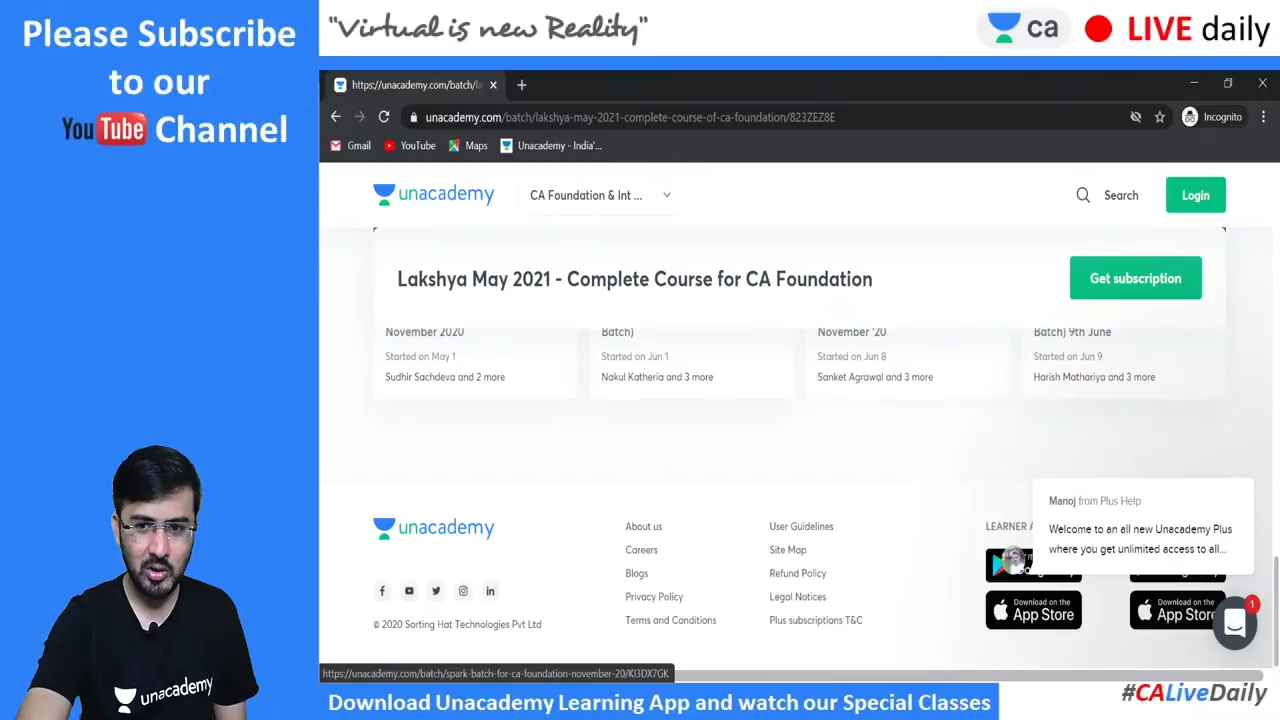 Please Subscribe
to our
YouTube Channel
"Virtual is new Reality"
ca
LIVE daily
https://unacademy.com/batch/la
unacademy.com/batch/lakshya-may-2021-complete-course-of-ca-foundation/823ZEZ8E
Incognito
Gmail
YouTube
Maps
Unacademy - India'...
unacademy
CA Foundation & Int ...
Search
Login
Lakshya May 2021 - Complete Course for CA Foundation
Get subscription
November 2020
Started on May 1
Sudhir Sachdeva and 2 more
Batch)
Started on Jun 1
Nakul Katheria and 3 more
November '20
Started on Jun 8
Sanket Agrawal and 3 more
Batch) 9th June
Started on Jun 9
Harish Mathariya and 3 more
unacademy
© 2020 Sorting Hat Technologies Pvt Ltd
About us
Careers
Blogs
Privacy Policy
Terms and Conditions
User Guidelines
Site Map
Refund Policy
Legal Notices
Plus subscriptions T&C
LEARNER A
Download on the
App Store
Download on the
App Store
Manoj from Plus Help
Welcome to an all new Unacademy Plus
where you get unlimited access to all...
1
https://unacademy.com/batch/spark-batch-for-ca-foundation-november-20/KI3DX7GK
unacademy
Download Unacademy Learning App and watch our Special Classes
#CALiveDaily